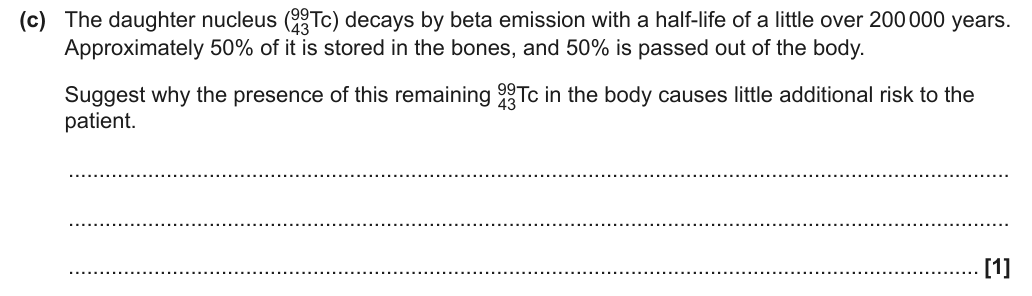 (c) The daughter nucleus (⁹⁹₄₃Tc) decays by beta emission with a half-life of a little over 200 000 years.
Approximately 50% of it is stored in the bones, and 50% is passed out of the body.
Suggest why the presence of this remaining ⁹⁹₄₃Tc in the body causes little additional risk to the
patient.
[1]